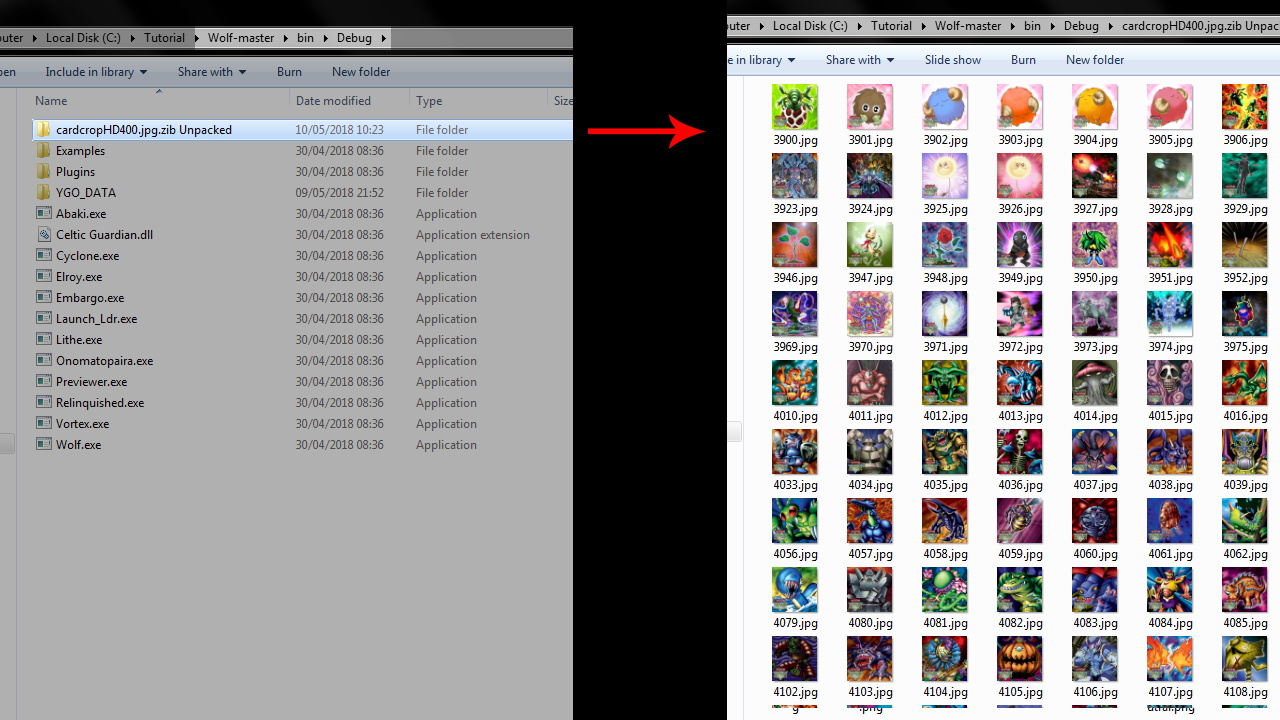 uter ▸ Local Disk (C:) ▸ Tutorial ▸ Wolf-master ▸ bin ▸ Debug ▸
en Include in library Share with Burn New folder
Name Date modified Type Size
cardcropHD400.jpg.zib Unpacked 10/05/2018 10:23 File folder
Examples 30/04/2018 08:36 File folder
Plugins 30/04/2018 08:36 File folder
YGO_DATA 09/05/2018 21:52 File folder
Abaki.exe 30/04/2018 08:36 Application
Celtic Guardian.dll 30/04/2018 08:36 Application extension
Cyclone.exe 30/04/2018 08:36 Application
Elroy.exe 30/04/2018 08:36 Application
Embargo.exe 30/04/2018 08:36 Application
Launch_Ldr.exe 30/04/2018 08:36 Application
Lithe.exe 30/04/2018 08:36 Application
Onomatopaira.exe 30/04/2018 08:36 Application
Previewer.exe 30/04/2018 08:36 Application
Relinquished.exe 30/04/2018 08:36 Application
Vortex.exe 30/04/2018 08:36 Application
Wolf.exe 30/04/2018 08:36 Application
uter ▸ Local Disk (C:) ▸ Tutorial ▸ Wolf-master ▸ bin ▸ Debug ▸ cardcropHD400.jpg.zib Unpac
e in library Share with Slide show Burn New folder
3900.jpg 3901.jpg 3902.jpg 3903.jpg 3904.jpg 3905.jpg 3906.jpg
3923.jpg 3924.jpg 3925.jpg 3926.jpg 3927.jpg 3928.jpg 3929.jpg
3946.jpg 3947.jpg 3948.jpg 3949.jpg 3950.jpg 3951.jpg 3952.jpg
3969.jpg 3970.jpg 3971.jpg 3972.jpg 3973.jpg 3974.jpg 3975.jpg
4010.jpg 4011.jpg 4012.jpg 4013.jpg 4014.jpg 4015.jpg 4016.jpg
4033.jpg 4034.jpg 4035.jpg 4036.jpg 4037.jpg 4038.jpg 4039.jpg
4056.jpg 4057.jpg 4058.jpg 4059.jpg 4060.jpg 4061.jpg 4062.jpg
4079.jpg 4080.jpg 4081.jpg 4082.jpg 4083.jpg 4084.jpg 4085.jpg
4102.jpg 4103.jpg 4104.jpg 4105.jpg 4106.jpg 4107.jpg 4108.jpg